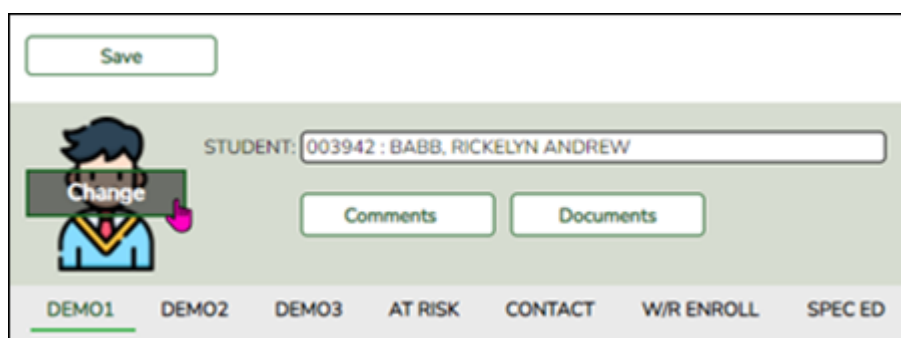 Save
STUDENT: 003942 : BABB, RICKELYN ANDREW
Change
Comments Documents
DEMO1 DEMO2 DEMO3 AT RISK CONTACT W/R ENROLL SPEC ED